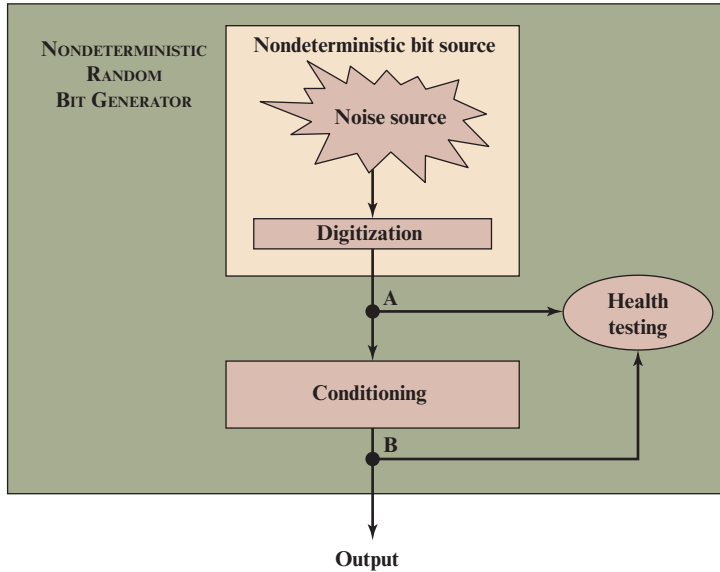 NONDETERMINISTIC
RANDOM
BIT GENERATOR
Nondeterministic bit source
Noise source
Digitization
A
Health
testing
Conditioning
B
Output